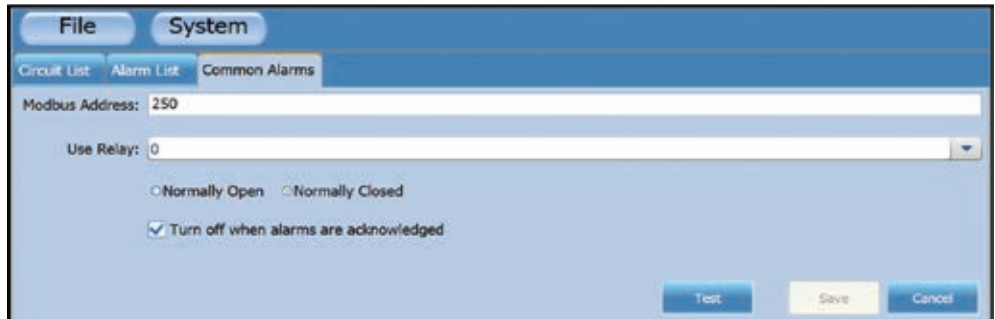 File System
Circuit List Alarm List Common Alarms
Modbus Address: 250
Use Relay: 0
Normally Open Normally Closed
Turn off when alarms are acknowledged
Test Save Cancel